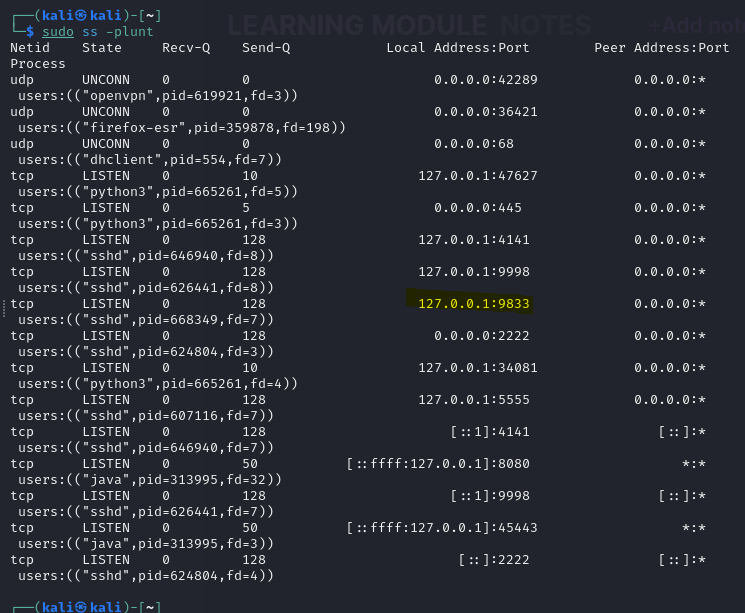 LEARNING MODULE NOTES +Add not
┌──(kali㉿kali)-[~]
└─$ sudo ss -plunt
Netid State Recv-Q Send-Q Local Address:Port Peer Address:Port
Process
udp UNCONN 0 0 0.0.0.0:42289 0.0.0.0:*
users:(("openvpn",pid=619921,fd=3))
udp UNCONN 0 0 0.0.0.0:36421 0.0.0.0:*
users:(("firefox-esr",pid=359878,fd=198))
udp UNCONN 0 0 0.0.0.0:68 0.0.0.0:*
users:(("dhclient",pid=554,fd=7))
tcp LISTEN 0 10 127.0.0.1:47627 0.0.0.0:*
users:(("python3",pid=665261,fd=5))
tcp LISTEN 0 5 0.0.0.0:445 0.0.0.0:*
users:(("python3",pid=665261,fd=3))
tcp LISTEN 0 128 127.0.0.1:4141 0.0.0.0:*
users:(("sshd",pid=646940,fd=8))
tcp LISTEN 0 128 127.0.0.1:9998 0.0.0.0:*
users:(("sshd",pid=626441,fd=8))
tcp LISTEN 0 128 127.0.0.1:9833 0.0.0.0:*
users:(("sshd",pid=668349,fd=7))
tcp LISTEN 0 128 0.0.0.0:2222 0.0.0.0:*
users:(("sshd",pid=624804,fd=3))
tcp LISTEN 0 10 127.0.0.1:34081 0.0.0.0:*
users:(("python3",pid=665261,fd=4))
tcp LISTEN 0 128 127.0.0.1:5555 0.0.0.0:*
users:(("sshd",pid=607116,fd=7))
tcp LISTEN 0 128 [::1]:4141 [::]:*
users:(("sshd",pid=646940,fd=7))
tcp LISTEN 0 50 [::ffff:127.0.0.1]:8080 *:*
users:(("java",pid=313995,fd=32))
tcp LISTEN 0 128 [::1]:9998 [::]:*
users:(("sshd",pid=626441,fd=7))
tcp LISTEN 0 50 [::ffff:127.0.0.1]:45443 *:*
users:(("java",pid=313995,fd=3))
tcp LISTEN 0 128 [::]:2222 [::]:*
users:(("sshd",pid=624804,fd=4))
┌──(kali㉿kali)-[~]